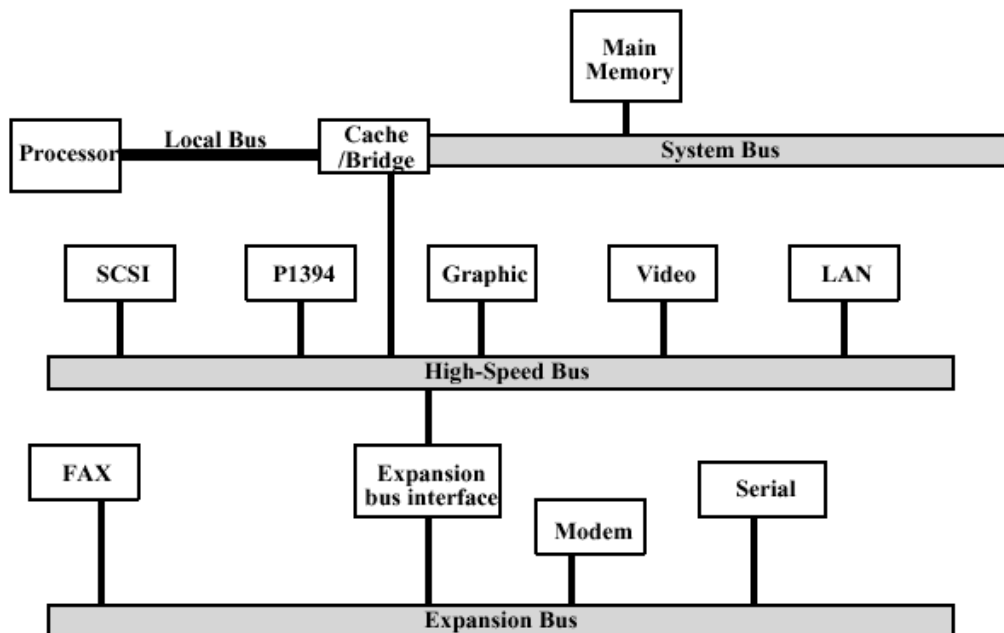 Main
Memory
Processor
Local Bus
Cache
/Bridge
System Bus
SCSI
P1394
Graphic
Video
LAN
High-Speed Bus
FAX
Expansion
bus interface
Modem
Serial
Expansion Bus